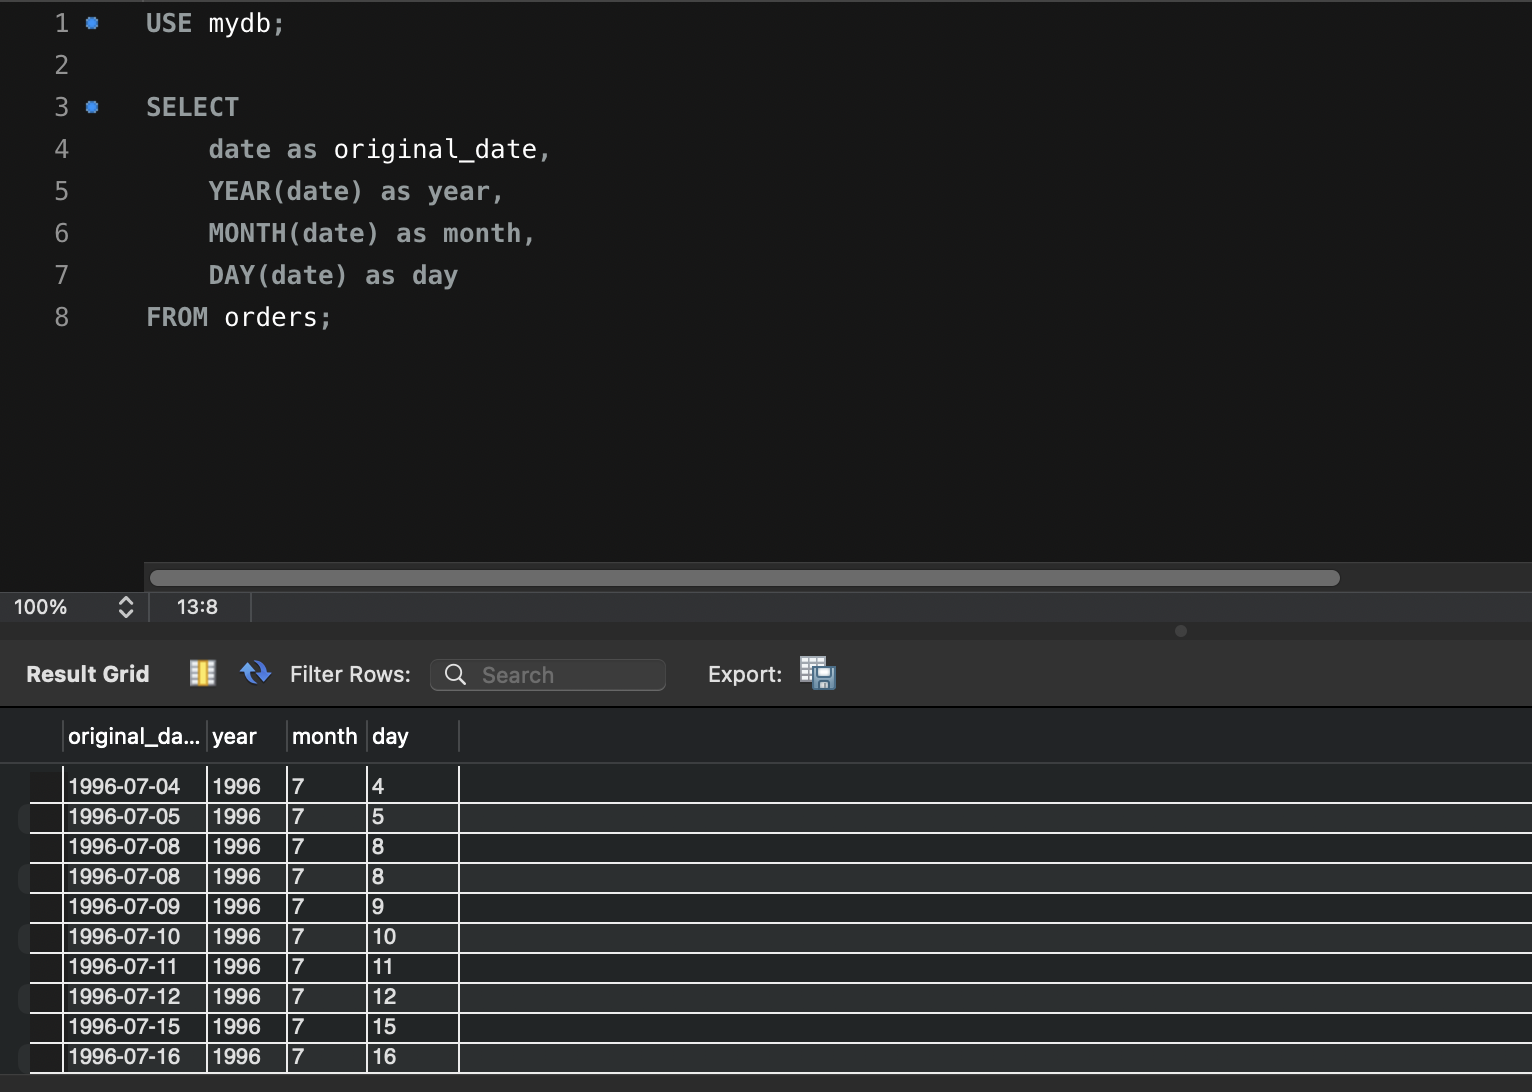 1 USE mydb;
2
3 SELECT
4 date as original_date,
5 YEAR(date) as year,
6 MONTH(date) as month,
7 DAY(date) as day
8 FROM orders;
100% 13:8
Result Grid Filter Rows: Search Export:
original_da... year month day
1996-07-04 1996 7 4
1996-07-05 1996 7 5
1996-07-08 1996 7 8
1996-07-08 1996 7 8
1996-07-09 1996 7 9
1996-07-10 1996 7 10
1996-07-11 1996 7 11
1996-07-12 1996 7 12
1996-07-15 1996 7 15
1996-07-16 1996 7 16